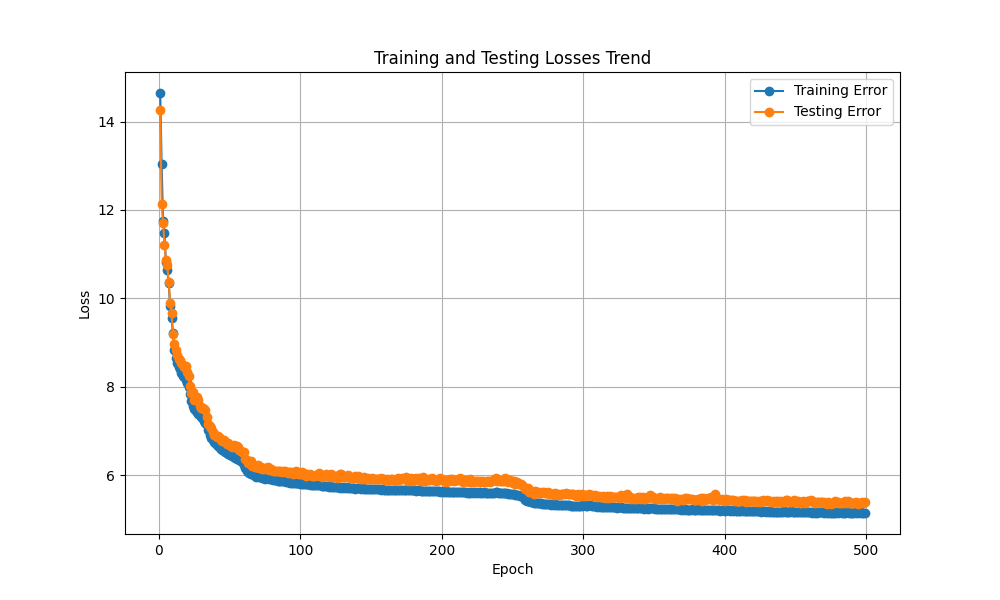 Training and Testing Losses Trend
Training Error
Testing Error
14
12
10
8
6
Loss
0
100
200
300
400
500
Epoch